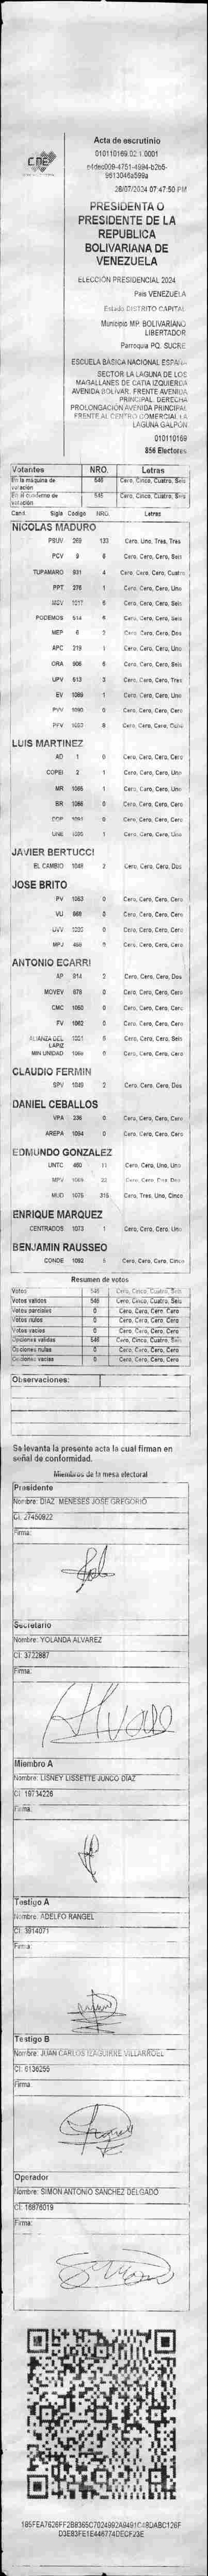 CNE
Acta de escrutinio
010110169.02.1.0001
28/07/2024 07:47:50 PM
PRESIDENTA O
PRESIDENTE DE LA
REPUBLICA
BOLIVARIANA DE
VENEZUELA
ELECCIÓN PRESIDENCIAL 2024
País VENEZUELA
Estado DISTRITO CAPITAL
Municipio MP. BOLIVARIANO
LIBERTADOR
Parroquia PQ. SUCRE
ESCUELA BÁSICA NACIONAL ESPAÑA
SECTOR LA LAGUNA DE LOS
MAGALLANES DE CATIA IZQUIERDA
AVENIDA BOLIVAR. FRENTE AVENIDA
PRINCIPAL. DERECHA
PROLONGACIÓN AVENIDA PRINCIPAL
FRENTE AL CENTRO COMERCIAL LA
LAGUNA GALPÓN
010110169
856 Electores
Votantes NRO. Letras
En la máquina de votación 546 Cero, Cinco, Cuatro, Seis
En el cuaderno de votación 546 Cero, Cinco, Cuatro, Seis
Cand. Sigla Código NRO. Letras
NICOLAS MADURO
PSUV 269 133 Cero, Uno, Tres, Tres
PCV 9 6 Cero, Cero, Cero, Seis
TUPAMARO 931 4 Cero, Cero, Cero, Cuatro
PPT 276 1 Cero, Cero, Cero, Uno
MSV 1017 6 Cero, Cero, Cero, Seis
PODEMOS 514 6 Cero, Cero, Cero, Seis
MEP 6 2 Cero, Cero, Cero, Dos
APC 219 1 Cero, Cero, Cero, Uno
ORA 906 6 Cero, Cero, Cero, Seis
UPV 613 3 Cero, Cero, Cero, Tres
EV 1089 1 Cero, Cero, Cero, Uno
PVV 1090 0 Cero, Cero, Cero, Cero
PFV 8 Cero, Cero, Cero, Ocho
LUIS MARTINEZ
AD 1 0 Cero, Cero, Cero, Cero
COPEI 2 1 Cero, Cero, Cero, Uno
MR 1065 1 Cero, Cero, Cero, Uno
BR 1066 0 Cero, Cero, Cero, Cero
DDP 1091 0 Cero, Cero, Cero, Cero
UNE 1 Cero, Cero, Cero, Uno
JAVIER BERTUCCI
EL CAMBIO 1048 2 Cero, Cero, Cero, Dos
JOSE BRITO
PV 1053 0 Cero, Cero, Cero, Cero
VU 868 0 Cero, Cero, Cero, Cero
UVV 0 Cero, Cero, Cero, Cero
MPJ 0 Cero, Cero, Cero, Cero
ANTONIO ECARRI
AP 914 2 Cero, Cero, Cero, Dos
MOVEV 678 0 Cero, Cero, Cero, Cero
CMC 1050 0 Cero, Cero, Cero, Cero
FV 1062 0 Cero, Cero, Cero, Cero
ALIANZA DEL LAPIZ 1001 6 Cero, Cero, Cero, Seis
MIN UNIDAD 0 Cero, Cero, Cero, Cero
CLAUDIO FERMIN
SPV 1049 2 Cero, Cero, Cero, Dos
DANIEL CEBALLOS
VPA 236 0 Cero, Cero, Cero, Cero
AREPA 1094 0 Cero, Cero, Cero, Cero
EDMUNDO GONZALEZ
UNTC 460 11 Cero, Cero, Uno, Uno
MPV 22 Cero, Cero, Dos, Dos
MUD 1076 315 Cero, Tres, Uno, Cinco
ENRIQUE MARQUEZ
CENTRADOS 1073 1 Cero, Cero, Cero, Uno
BENJAMIN RAUSSEO
CONDE 1092 5 Cero, Cero, Cero, Cinco
Resumen de votos
Votos 546 Cero, Cinco, Cuatro, Seis
Votos válidos 546 Cero, Cinco, Cuatro, Seis
Votos parciales 0 Cero, Cero, Cero, Cero
Votos nulos 0 Cero, Cero, Cero, Cero
Votos vacíos 0 Cero, Cero, Cero, Cero
Opciones válidas 546 Cero, Cinco, Cuatro, Seis
Opciones nulas 0 Cero, Cero, Cero, Cero
Opciones vacías 0 Cero, Cero, Cero, Cero
Observaciones:
Se levanta la presente acta la cual firman en
señal de conformidad.
Miembros de la mesa electoral
Presidente
Nombre: DIAZ MENESES JOSE GREGORIO
CI: 27460922
Firma:
Secretario
Nombre: YOLANDA ALVAREZ
CI: 3722887
Firma:
Alvarez
Miembro A
Nombre: LISNEY LISSETTE JUNCO DIAZ
CI: 19734226
Firma:
Testigo A
Nombre: ADELFO RANGEL
CI: 3914071
Firma:
Testigo B
Nombre: JUAN CARLOS IZAGUIRRE VILLARROEL
CI: 6136255
Firma:
Operador
Nombre: SIMON ANTONIO SANCHEZ DELGADO
CI: 16876019
Firma: